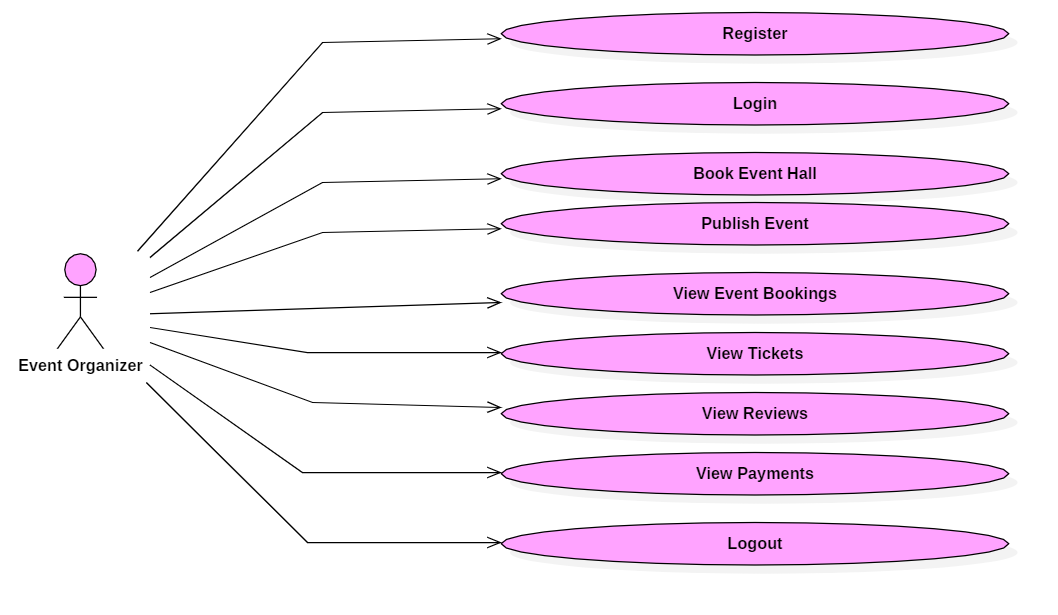 Register
Login
Book Event Hall
Publish Event
View Event Bookings
View Tickets
Event Organizer
View Reviews
View Payments
Logout